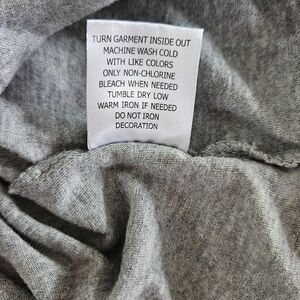 TURN GARMENT INSIDE OUT
MACHINE WASH COLD
WITH LIKE COLORS
ONLY NON-CHLORINE
BLEACH WHEN NEEDED
TUMBLE DRY LOW
WARM IRON IF NEEDED
DO NOT IRON
DECORATION